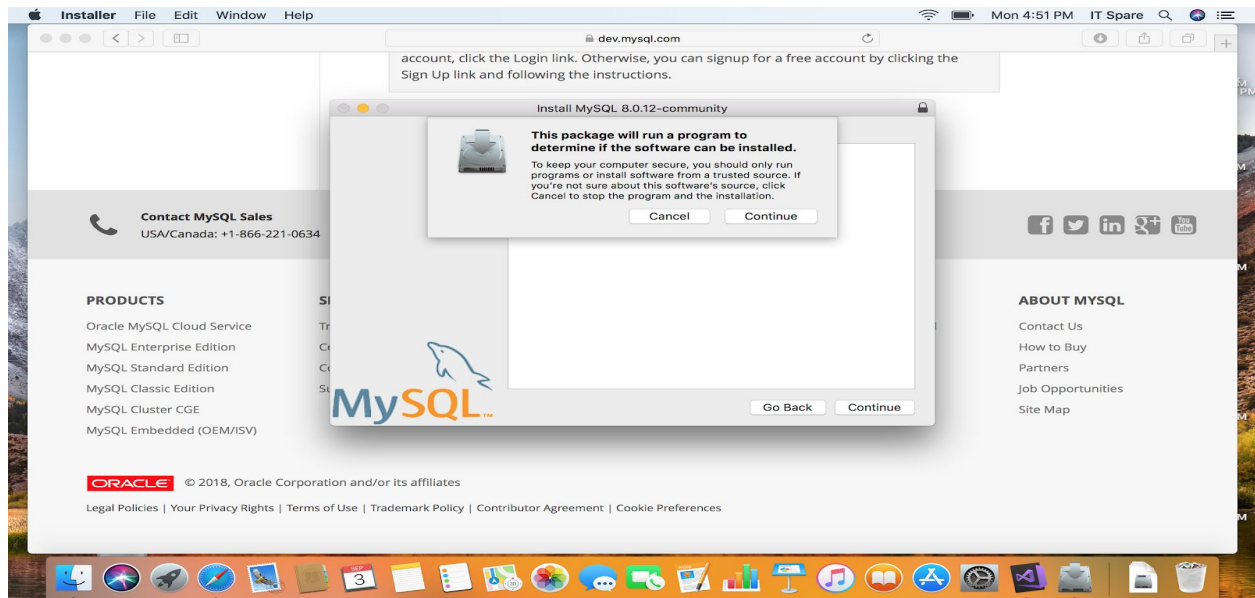 Installer File Edit Window Help Mon 4:51 PM IT Spare
dev.mysql.com
account, click the Login link. Otherwise, you can signup for a free account by clicking the
Sign Up link and following the instructions.
Install MySQL 8.0.12-community
This package will run a program to
determine if the software can be installed.
To keep your computer secure, you should only run
programs or install software from a trusted source. If
you're not sure about this software's source, click
Cancel to stop the program and the installation.
Cancel Continue
Contact MySQL Sales
USA/Canada: +1-866-221-0634
You
Tube
PRODUCTS
Oracle MySQL Cloud Service
MySQL Enterprise Edition
MySQL Standard Edition
MySQL Classic Edition
MySQL Cluster CGE
MySQL Embedded (OEM/ISV)
MySQL™
Go Back Continue
ABOUT MYSQL
Contact Us
How to Buy
Partners
Job Opportunities
Site Map
ORACLE © 2018, Oracle Corporation and/or its affiliates
Legal Policies | Your Privacy Rights | Terms of Use | Trademark Policy | Contributor Agreement | Cookie Preferences
SEP
3